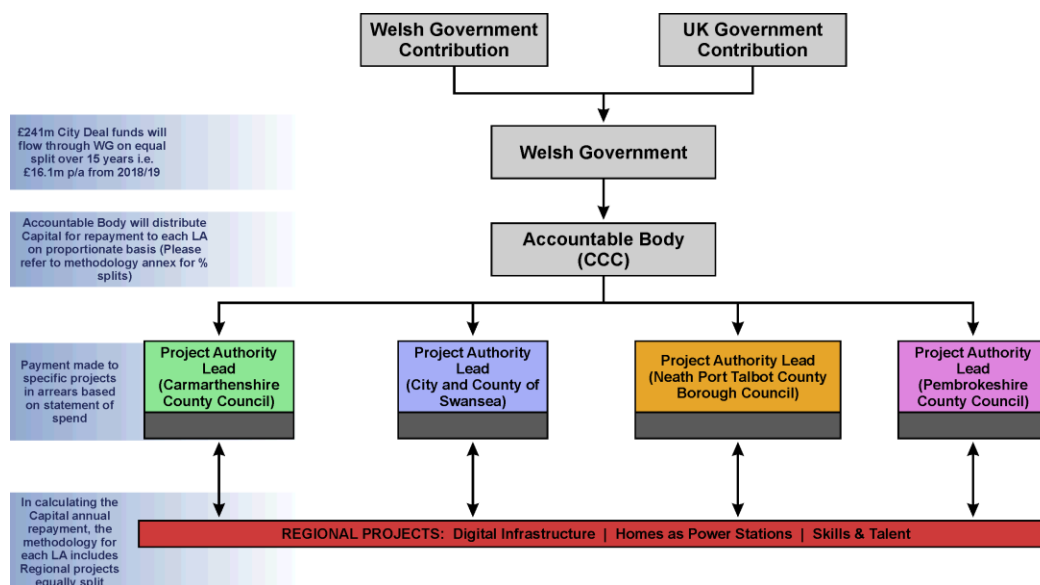 Welsh Government
Contribution
UK Government
Contribution
£241m City Deal funds will
flow through WG on equal
split over 15 years i.e.
£16.1m p/a from 2018/19
Welsh Government
Accountable Body will distribute
Capital for repayment to each LA
on proportionate basis (Please
refer to methodology annex for %
splits)
Accountable Body
(CCC)
Payment made to
specific projects
in arrears based
on statement of
spend
Project Authority
Lead
(Carmarthenshire
County Council)
Project Authority
Lead
(City and County of
Swansea)
Project Authority Lead
(Neath Port Talbot County
Borough Council)
Project Authority
Lead
(Pembrokeshire
County Council)
In calculating the
Capital annual
repayment, the
methodology for
each LA includes
Regional projects
equally split
REGIONAL PROJECTS: Digital Infrastructure | Homes as Power Stations | Skills & Talent